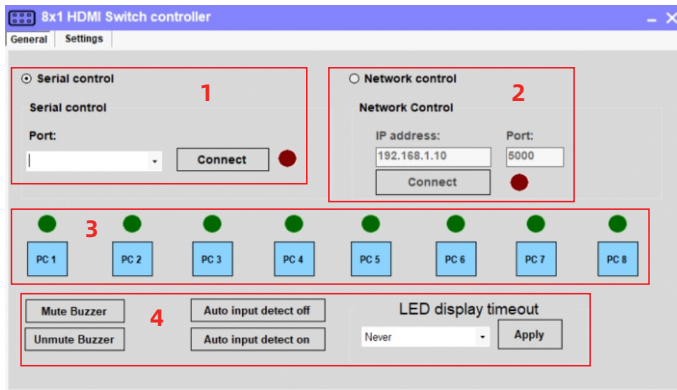 8x1 HDMI Switch controller
General Settings
Serial control
1
Serial control
Port:
Connect
Network control
2
Network Control
IP address: Port:
192.168.1.10 5000
Connect
3
PC 1 PC 2 PC 3 PC 4 PC 5 PC 6 PC 7 PC 8
4
Mute Buzzer Auto input detect off
Unmute Buzzer Auto input detect on
LED display timeout
Never Apply